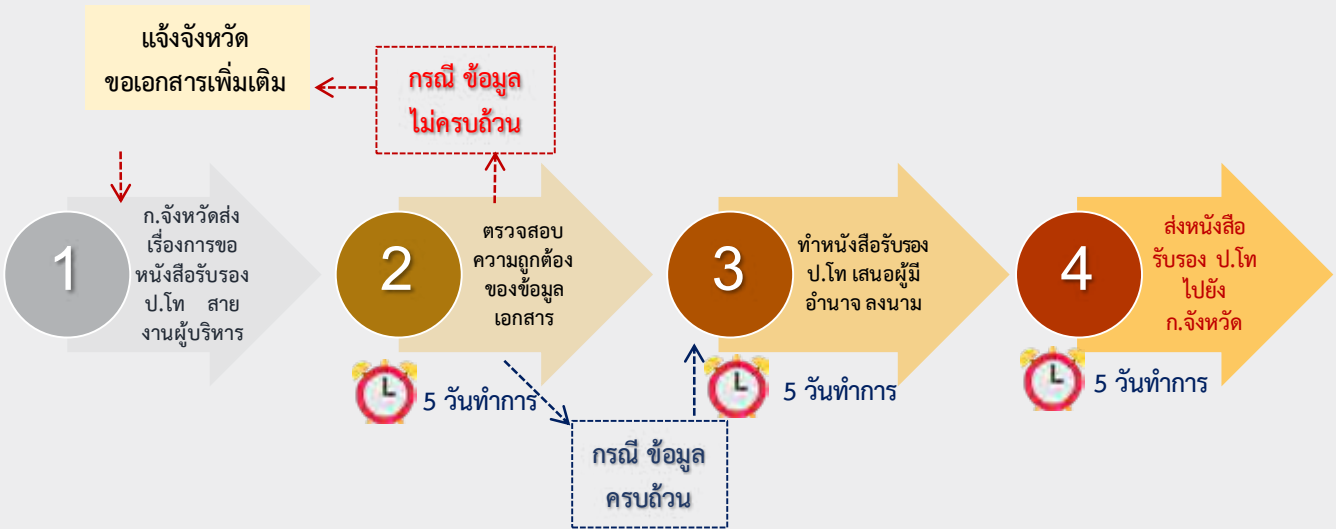 แจ้งจังหวัด
ขอเอกสารเพิ่มเติม
กรณี ข้อมูล
ไม่ครบถ้วน
1
ก.จังหวัดส่ง
เรื่องการขอ
หนังสือรับรอง
ป.โท สาย
งานผู้บริหาร
2
ตรวจสอบ
ความถูกต้อง
ของข้อมูล
เอกสาร
5 วันทำการ
กรณี ข้อมูล
ครบถ้วน
3
ทำหนังสือรับรอง
ป.โท เสนอผู้มี
อำนาจ ลงนาม
5 วันทำการ
4
ส่งหนังสือ
รับรอง ป.โท
ไปยัง
ก.จังหวัด
5 วันทำการ